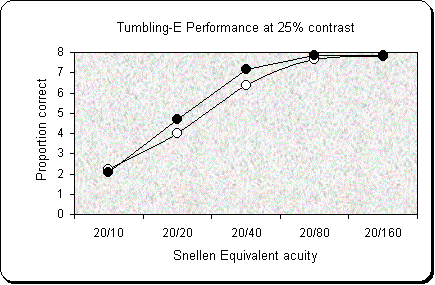 Tumbling-E Performance at 25% contrast
Proportion correct
8
7
6
5
4
3
2
1
0
20/10 20/20 20/40 20/80 20/160
Snellen Equivalent acuity